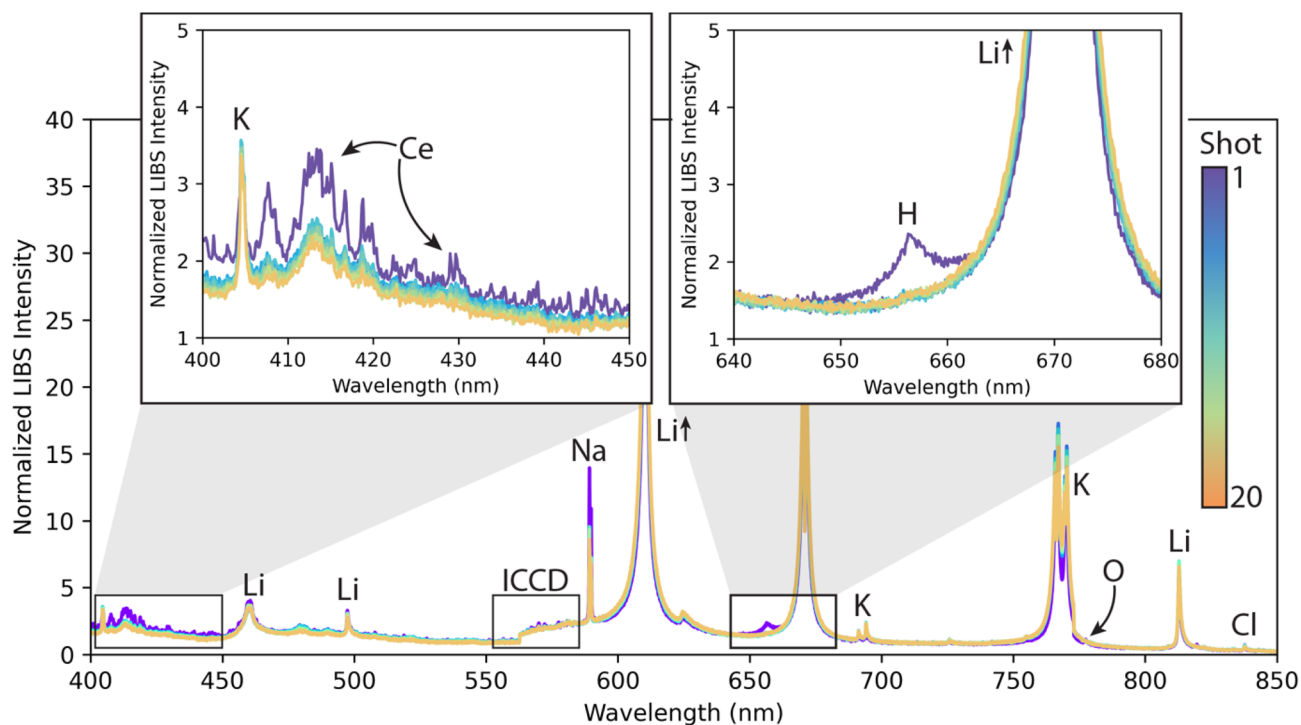 5
4
3
2
1
Normalized LIBS Intensity
K
Ce
400 410 420 430 440 450
Wavelength (nm)
5
4
3
2
1
Normalized LIBS Intensity
Li↑
H
640 650 660 670 680
Wavelength (nm)
Shot
1
20
40
35
30
25
20
15
10
5
0
Normalized LIBS Intensity
Li
Li
ICCD
Na
Li↑
K
K
O
Li
Cl
400 450 500 550 600 650 700 750 800 850
Wavelength (nm)